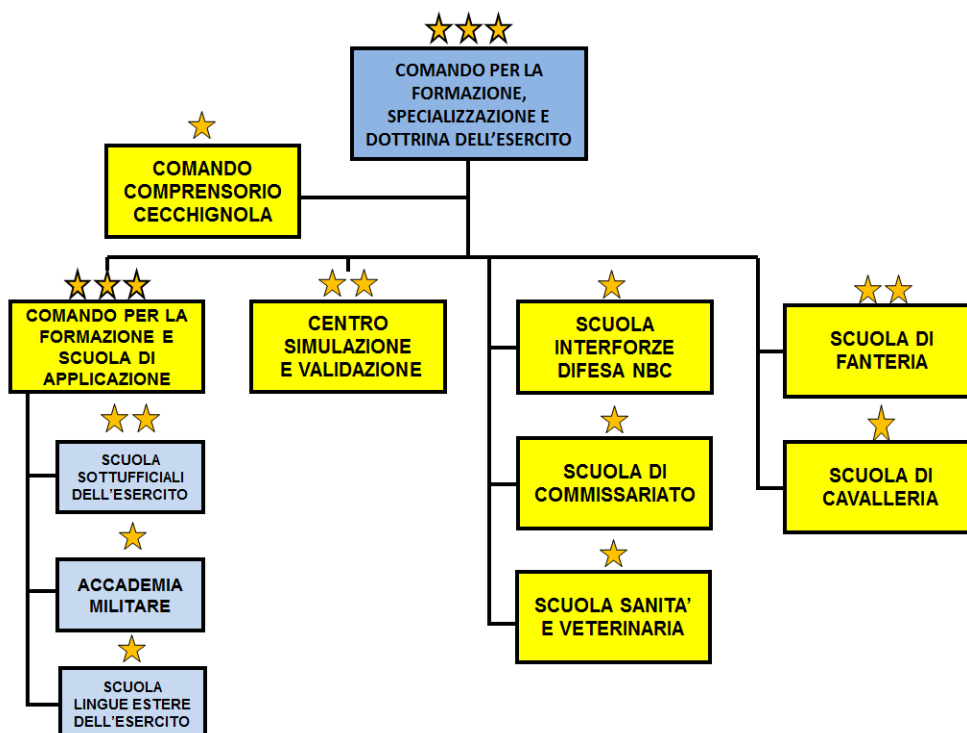 COMANDO PER LA
FORMAZIONE,
SPECIALIZZAZIONE E
DOTTRINA DELL'ESERCITO
COMANDO
COMPRENSORIO
CECCHIGNOLA
COMANDO PER LA
FORMAZIONE E
SCUOLA DI
APPLICAZIONE
CENTRO
SIMULAZIONE
E VALIDAZIONE
SCUOLA
INTERFORZE
DIFESA NBC
SCUOLA DI
FANTERIA
SCUOLA
SOTTUFFICIALI
DELL'ESERCITO
SCUOLA DI
COMMISSARIATO
SCUOLA DI
CAVALLERIA
ACCADEMIA
MILITARE
SCUOLA SANITA'
E VETERINARIA
SCUOLA
LINGUE ESTERE
DELL'ESERCITO